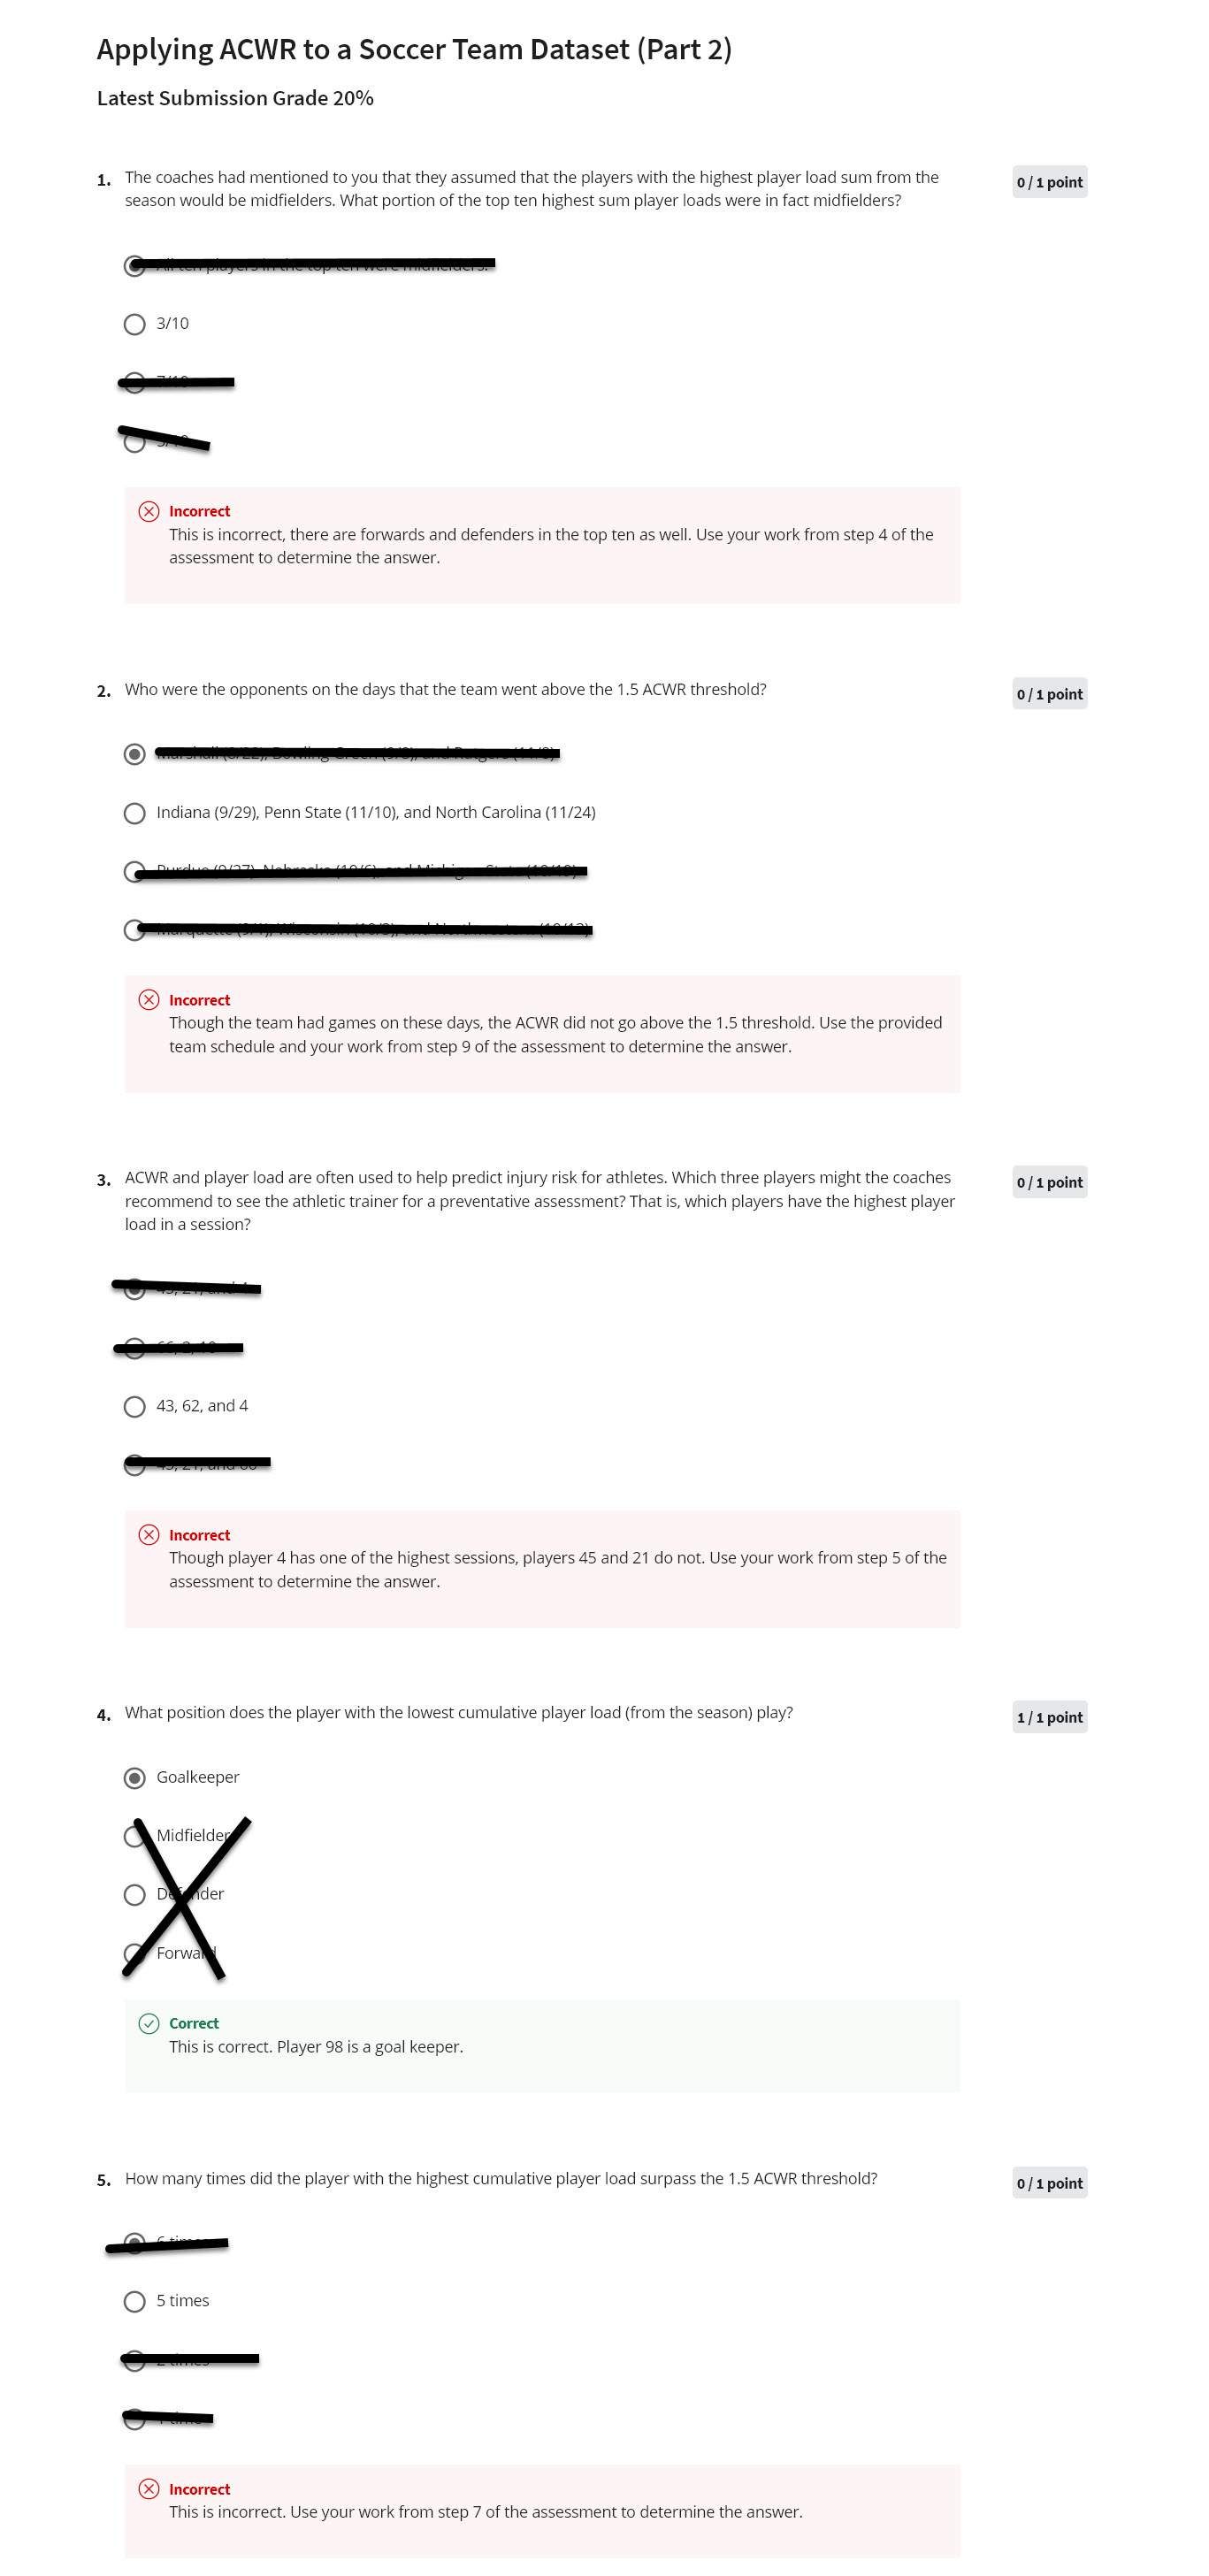 Applying ACWR to a Soccer Team Dataset (Part 2)
Latest Submission Grade 20%
1. The coaches had mentioned to you that they assumed that the players with the highest player load sum from the
season would be midfielders. What portion of the top ten highest sum player loads were in fact midfielders?
0 / 1 point
3/10
Incorrect
This is incorrect, there are forwards and defenders in the top ten as well. Use your work from step 4 of the
assessment to determine the answer.
2. Who were the opponents on the days that the team went above the 1.5 ACWR threshold?
0 / 1 point
Indiana (9/29), Penn State (11/10), and North Carolina (11/24)
Incorrect
Though the team had games on these days, the ACWR did not go above the 1.5 threshold. Use the provided
team schedule and your work from step 9 of the assessment to determine the answer.
3. ACWR and player load are often used to help predict injury risk for athletes. Which three players might the coaches
recommend to see the athletic trainer for a preventative assessment? That is, which players have the highest player
load in a session?
0 / 1 point
43, 62, and 4
Incorrect
Though player 4 has one of the highest sessions, players 45 and 21 do not. Use your work from step 5 of the
assessment to determine the answer.
4. What position does the player with the lowest cumulative player load (from the season) play?
1 / 1 point
Goalkeeper
Midfielder
Defender
Forward
Correct
This is correct. Player 98 is a goal keeper.
5. How many times did the player with the highest cumulative player load surpass the 1.5 ACWR threshold?
0 / 1 point
5 times
Incorrect
This is incorrect. Use your work from step 7 of the assessment to determine the answer.